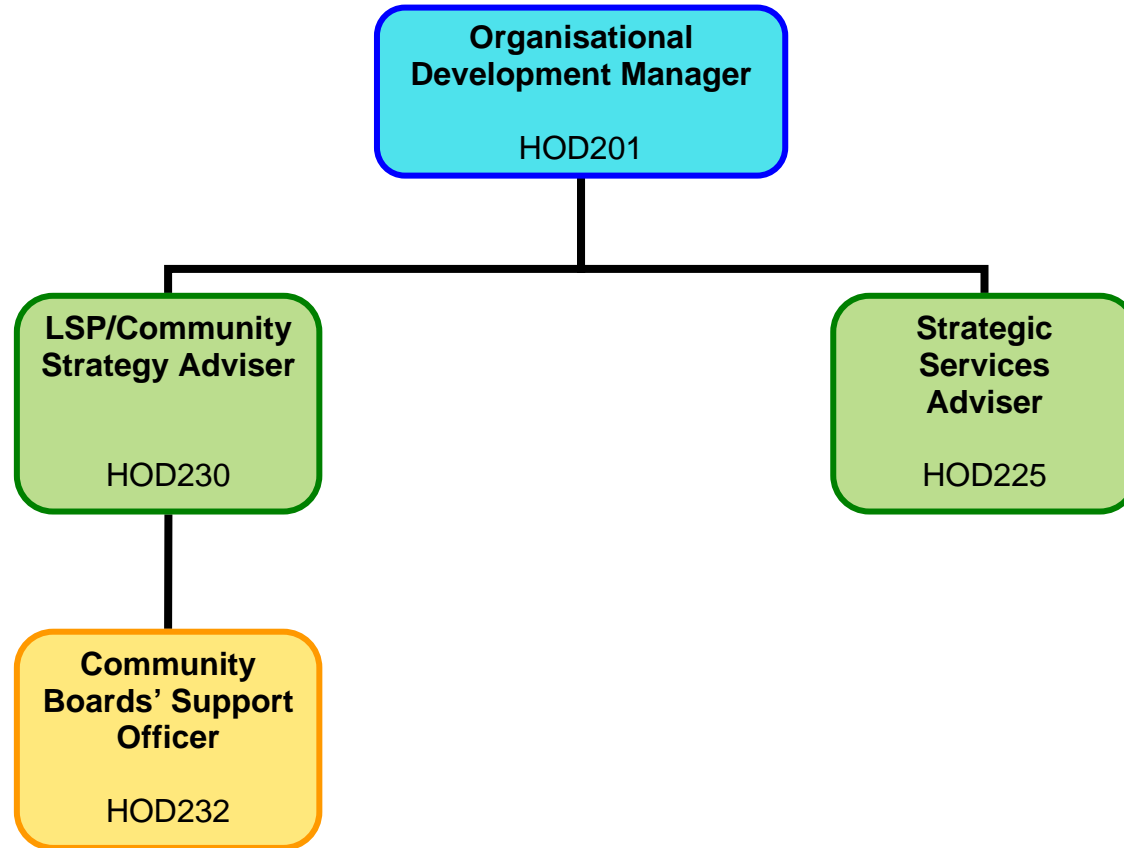 Organisational
Development Manager
HOD201
LSP/Community
Strategy Adviser
HOD230
Strategic
Services
Adviser
HOD225
Community
Boards’ Support
Officer
HOD232